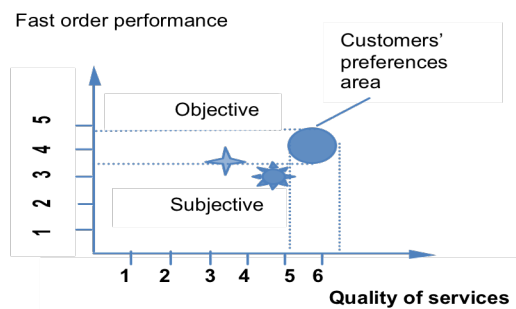 Fast order performance
Customers’
preferences
area
Objective
Subjective
5
4
3
2
1
1 2 3 4 5 6
Quality of services